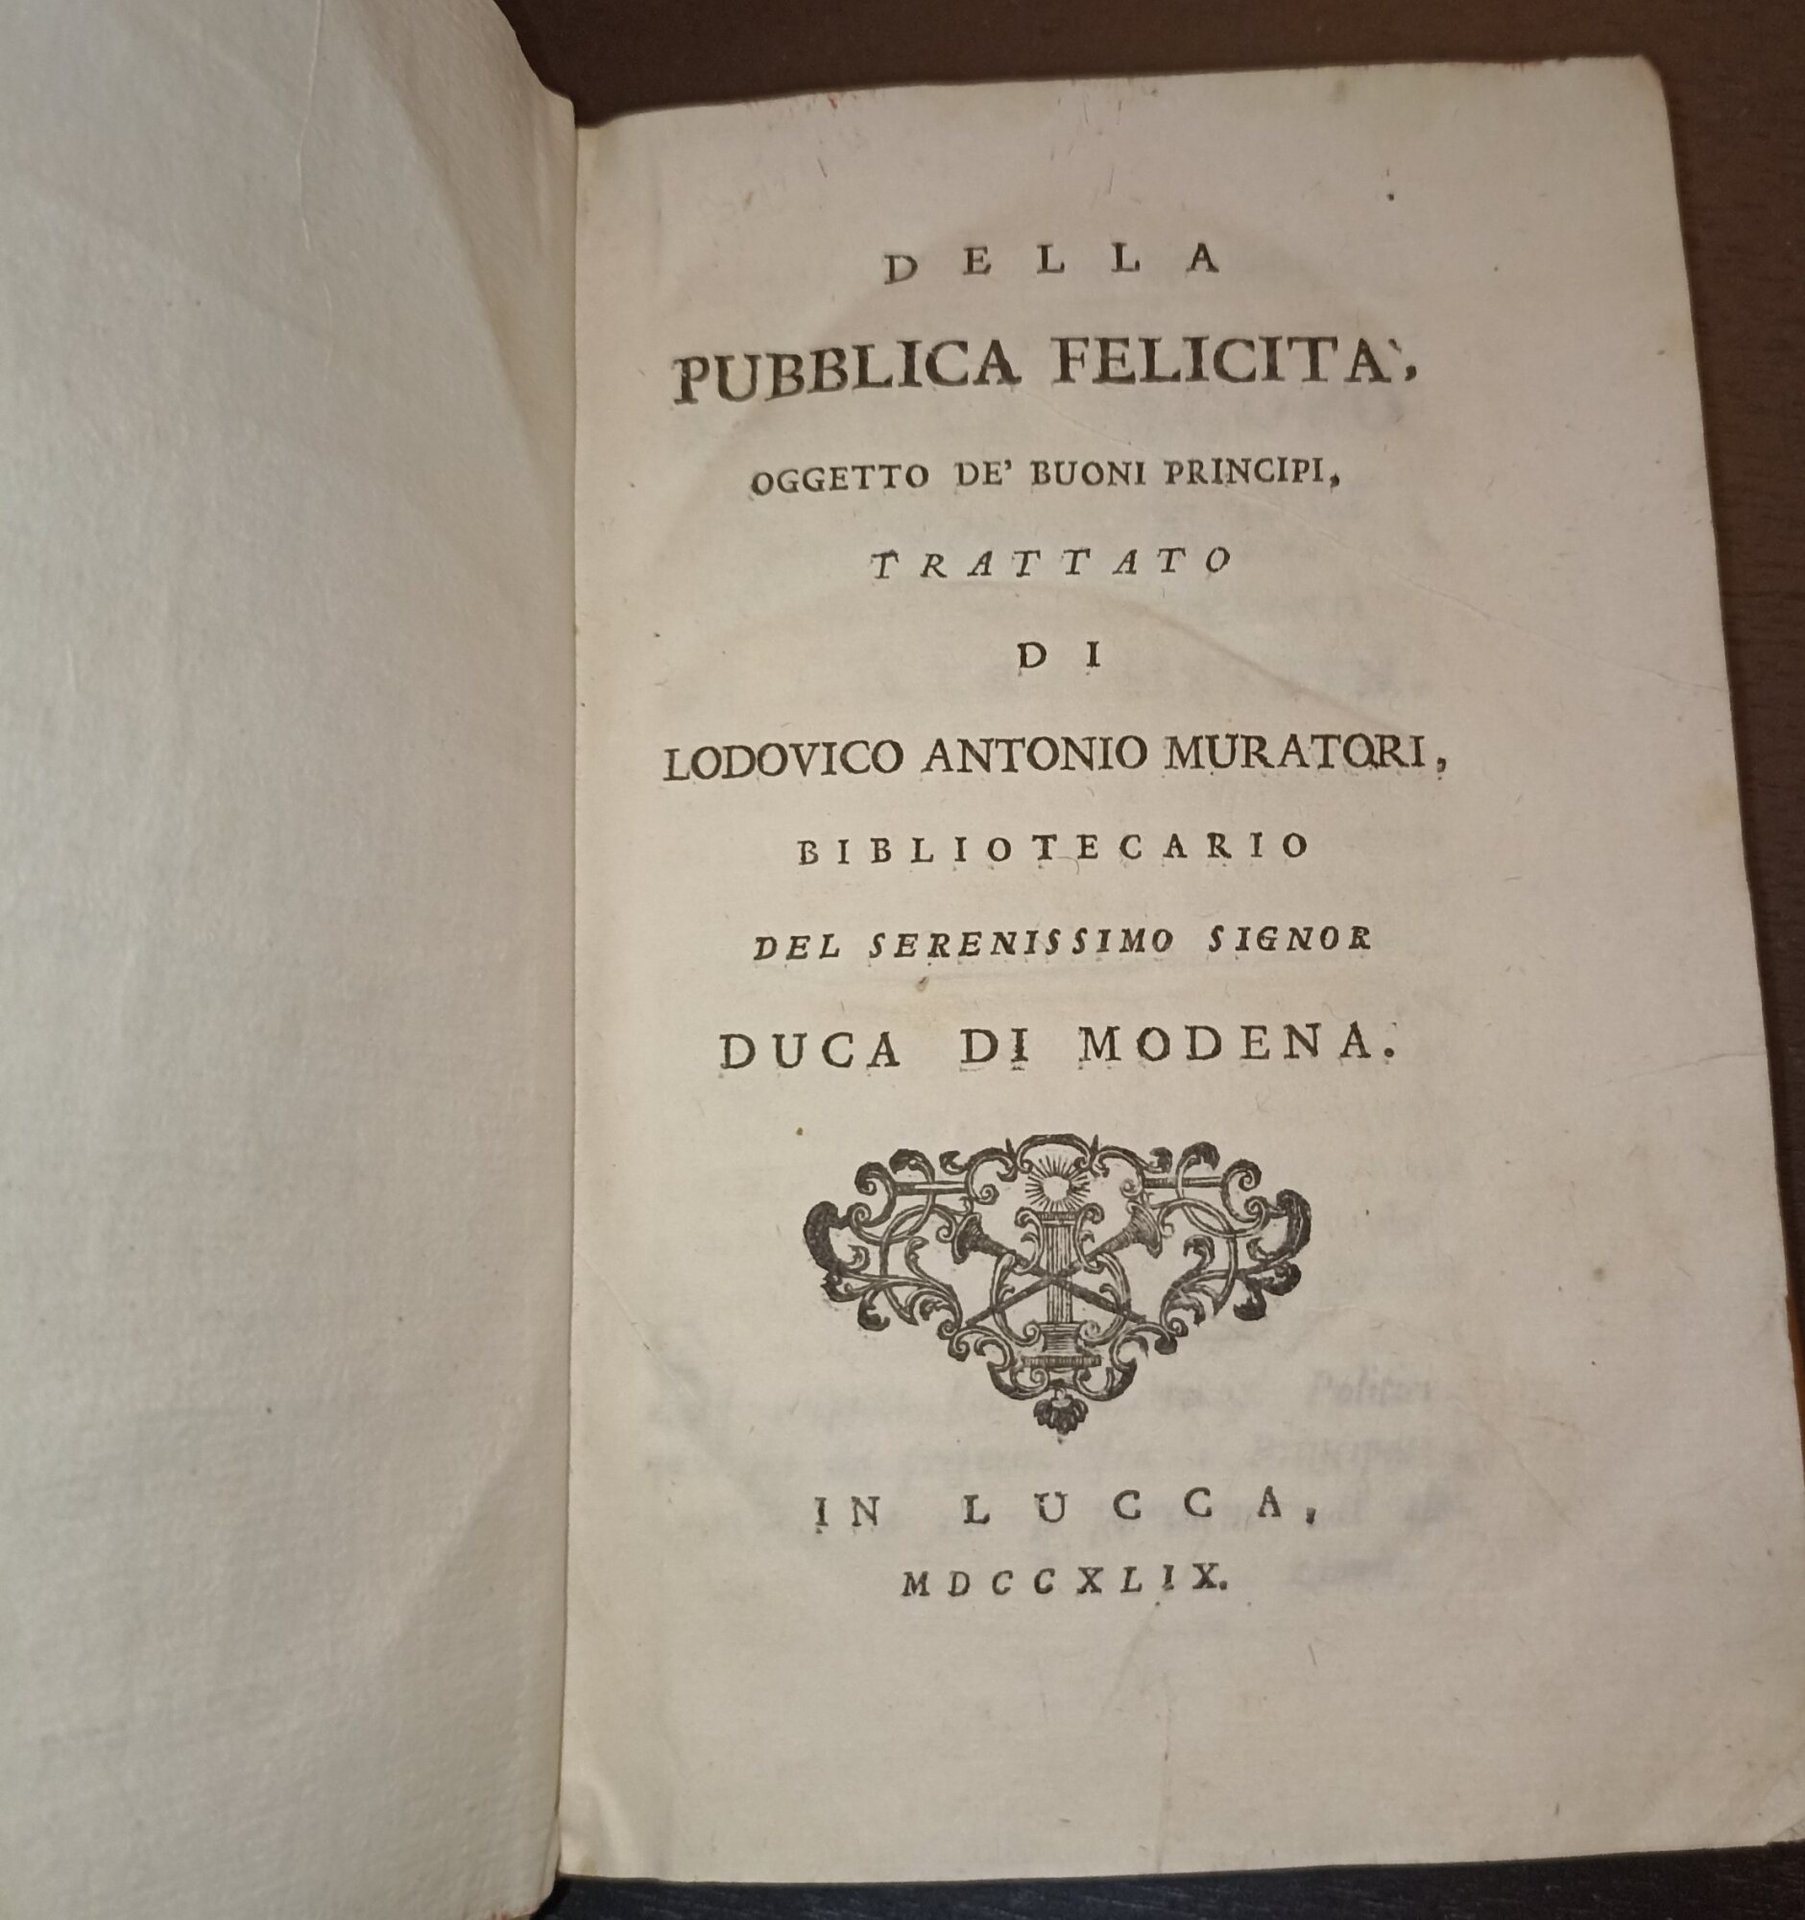 DELLA
PUBBLICA FELICITA`,
OGGETTO DE' BUONI PRINCIPI,
TRATTATO
DI
LODOVICO ANTONIO MURATORI,
BIBLIOTECARIO
DEL SERENISSIMO SIGNOR
DUCA DI MODENA.
IN LUCCA,
MDCCXLIX.